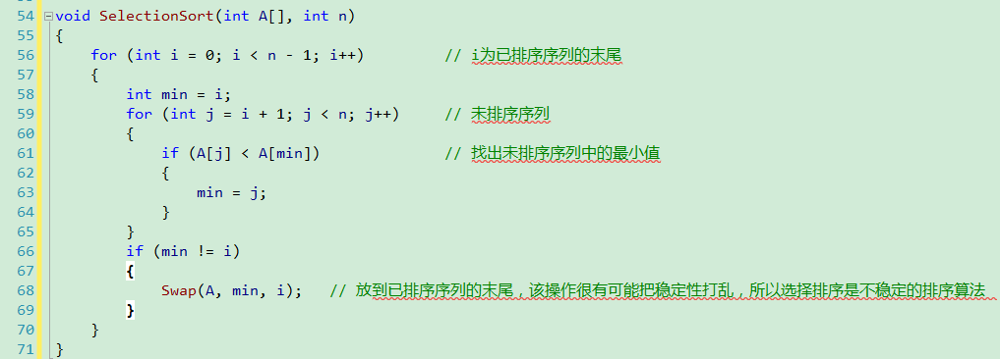 54 void SelectionSort(int A[], int n)
55 {
56     for (int i = 0; i < n - 1; i++)         // i为已排序序列的末尾
57     {
58         int min = i;
59         for (int j = i + 1; j < n; j++)     // 未排序序列
60         {
61             if (A[j] < A[min])              // 找出未排序序列中的最小值
62             {
63                 min = j;
64             }
65         }
66         if (min != i)
67         {
68             Swap(A, min, i);   // 放到已排序序列的末尾，该操作很有可能把稳定性打乱，所以选择排序是不稳定的排序算法
69         }
70     }
71 }